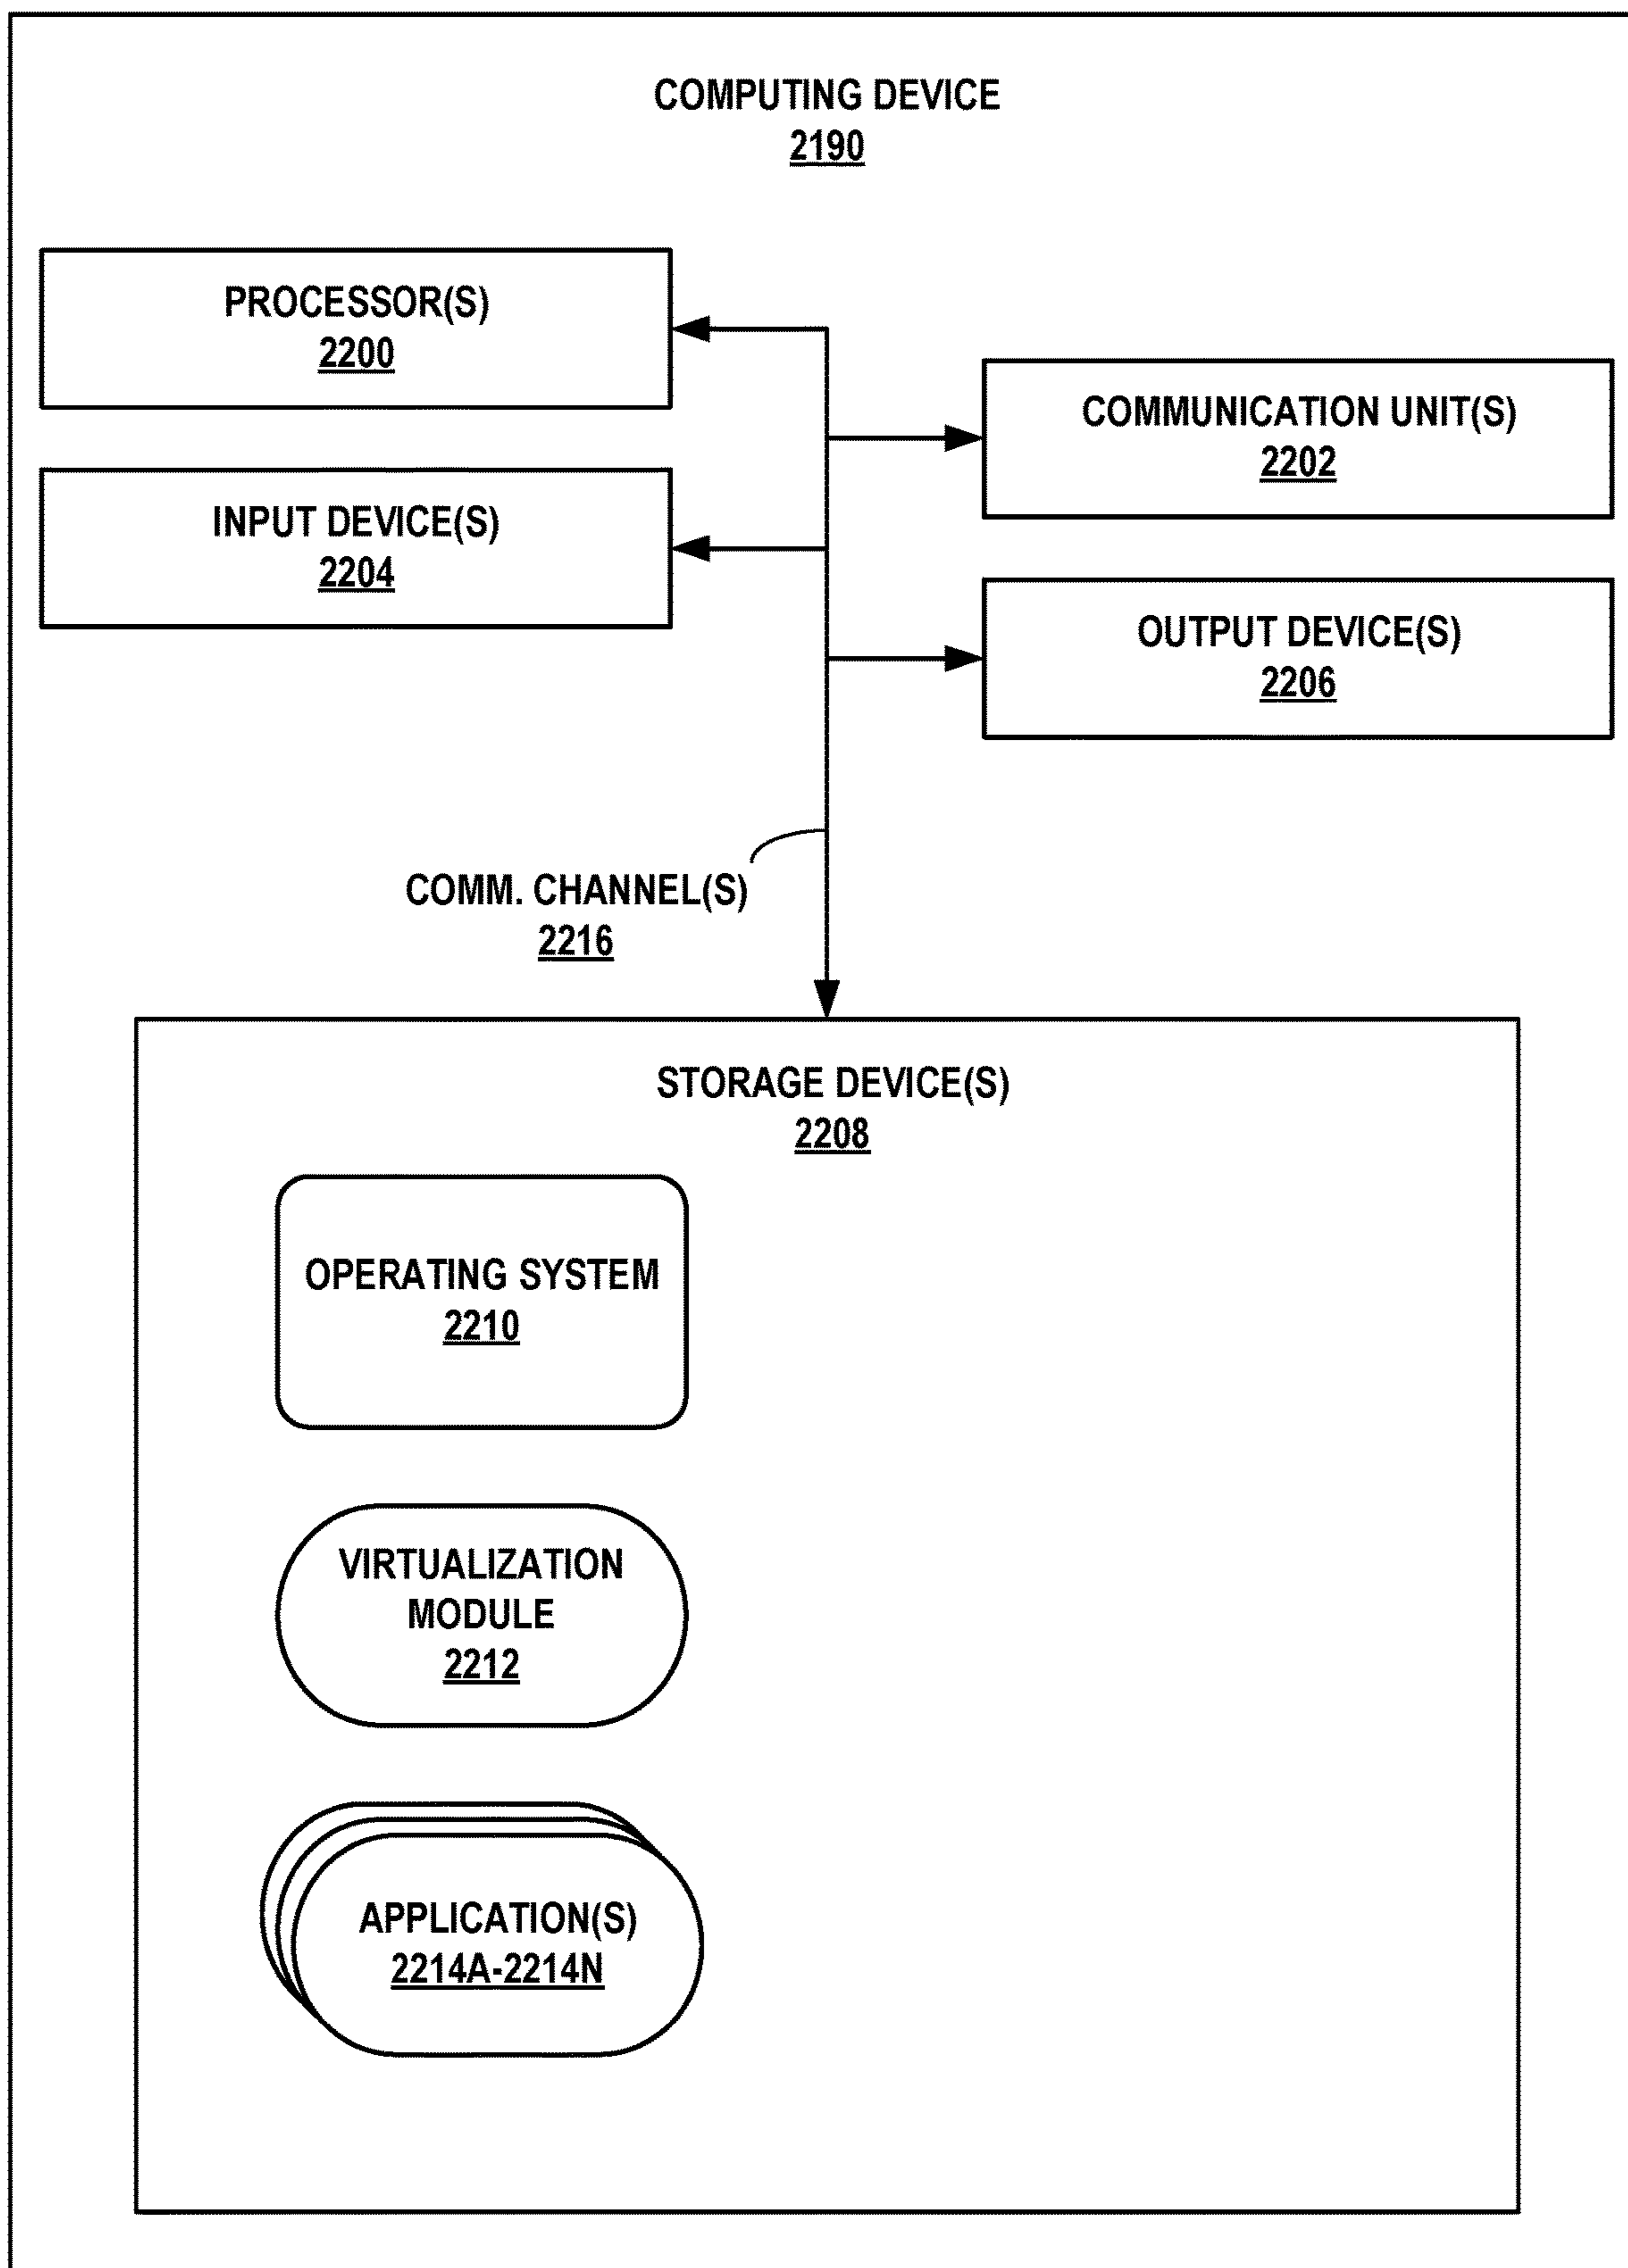 COMPUTING DEVICE
2190
PROCESSOR(S)
2200
COMMUNICATION UNIT(S)
2202
INPUT DEVICE(S)
2204
OUTPUT DEVICE(S)
2206
COMM. CHANNEL(S)
2216
STORAGE DEVICE(S)
2208
OPERATING SYSTEM
2210
VIRTUALIZATION
MODULE
2212
APPLICATION(S)
2214A-2214N